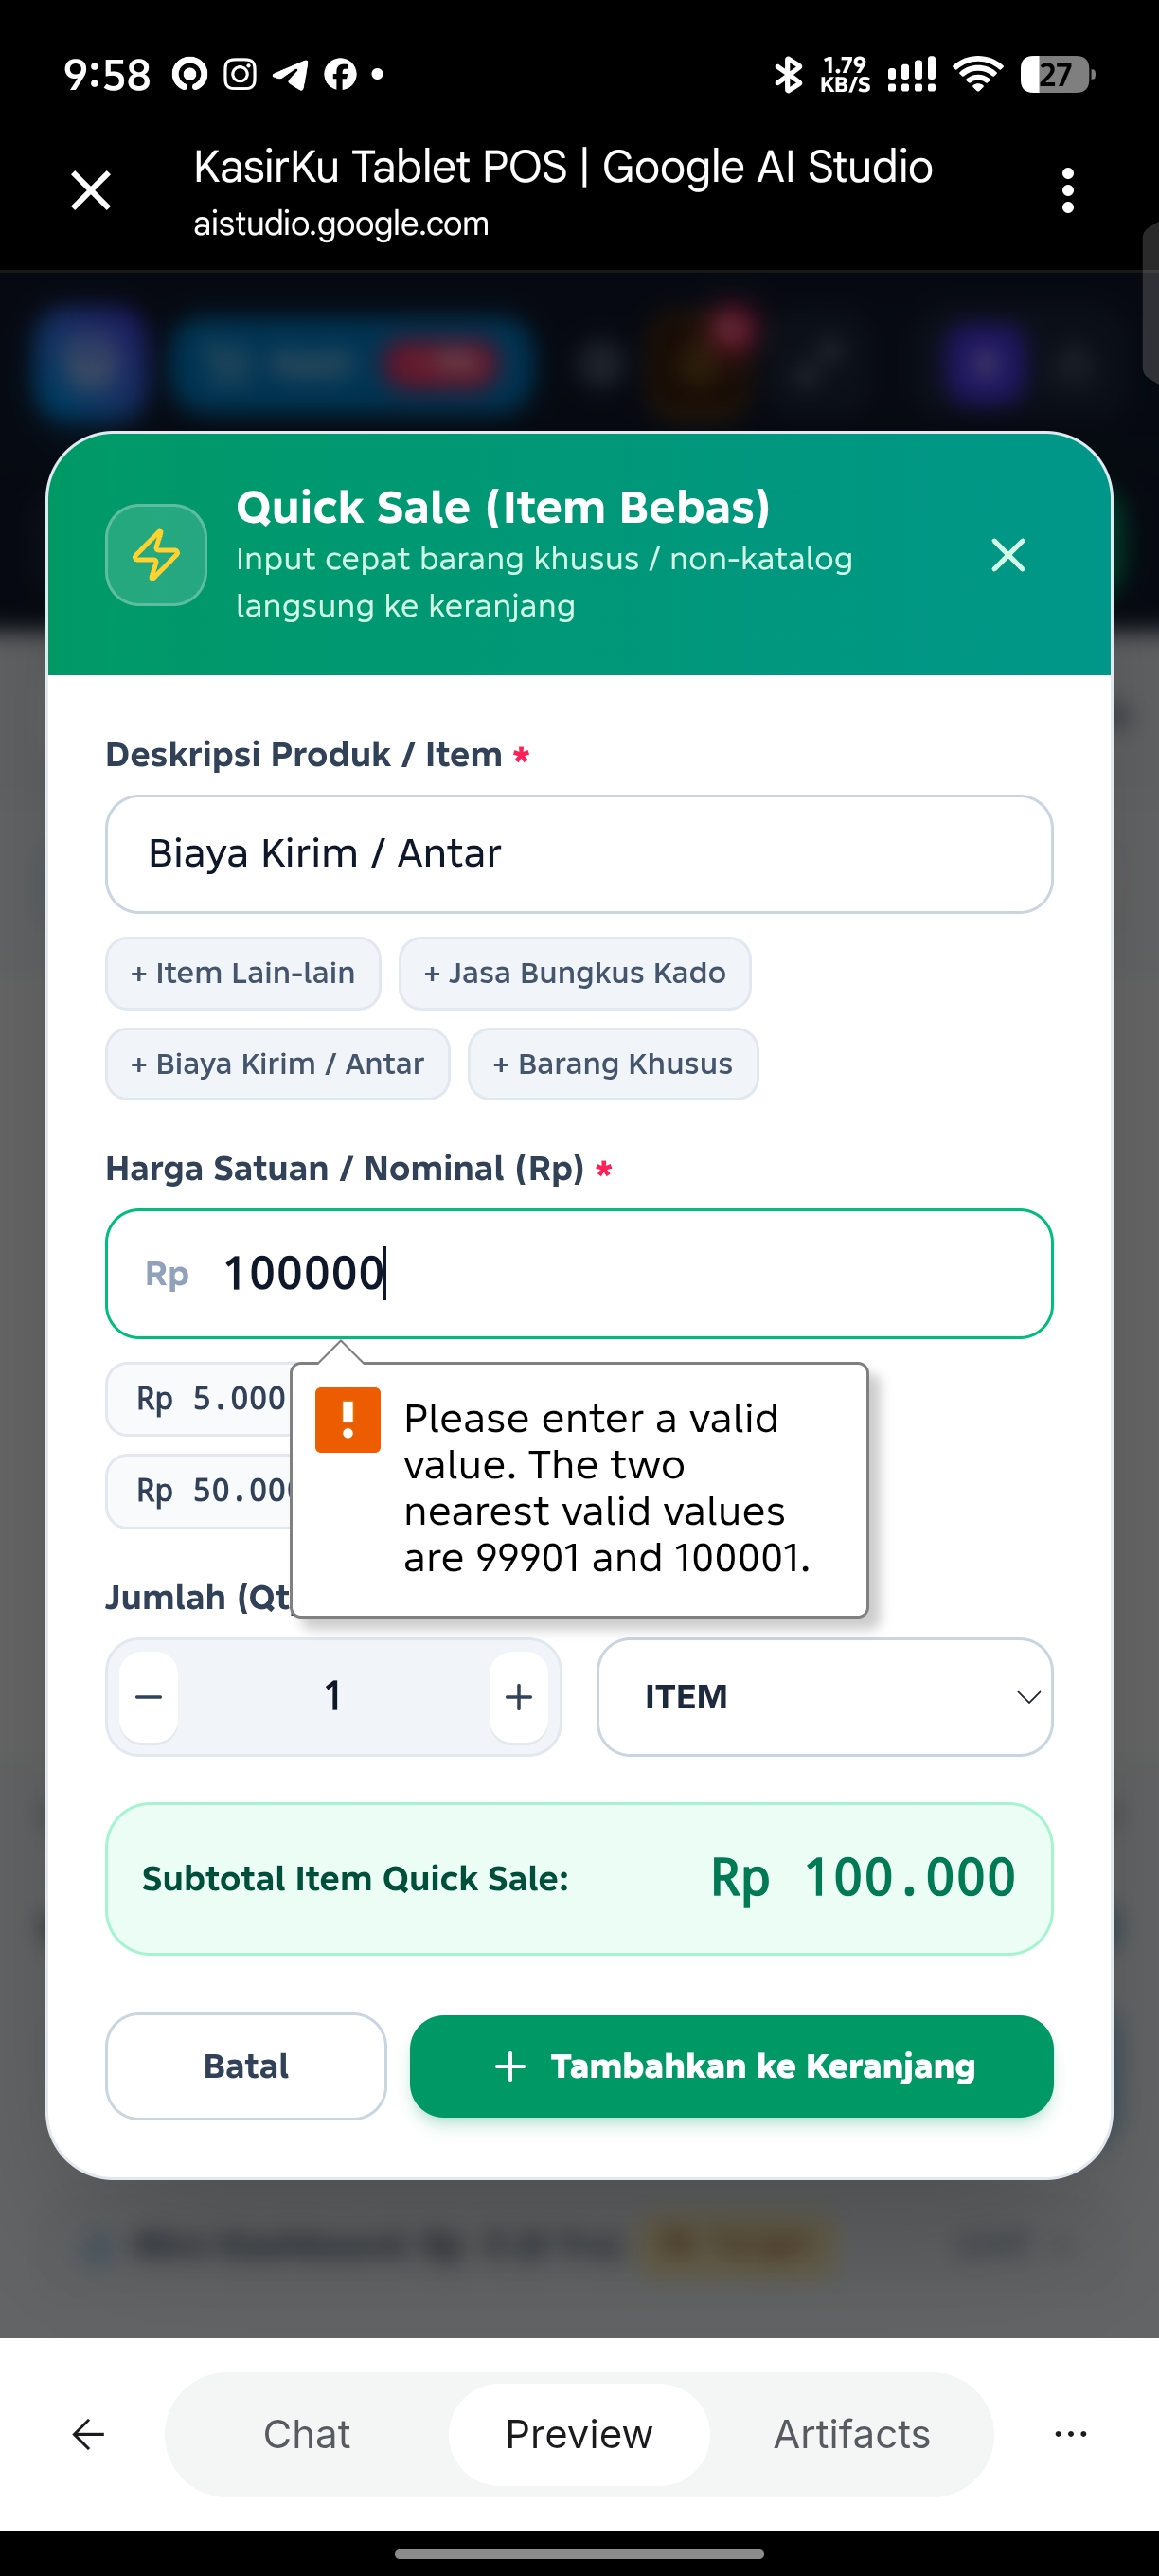 9:58
1.79
KB/S
27
KasirKu Tablet POS | Google AI Studio
aistudio.google.com
Quick Sale (Item Bebas)
Input cepat barang khusus / non-katalog
langsung ke keranjang
Deskripsi Produk / Item *
Biaya Kirim / Antar
+ Item Lain-lain
+ Jasa Bungkus Kado
+ Biaya Kirim / Antar
+ Barang Khusus
Harga Satuan / Nominal (Rp) *
Rp 100000
Rp 5.000
Please enter a valid
value. The two
nearest valid values
are 99901 and 100001.
Rp 50.00
Jumlah (Qt
1
ITEM
Subtotal Item Quick Sale:
Rp 100.000
Batal
+ Tambahkan ke Keranjang
Chat
Preview
Artifacts